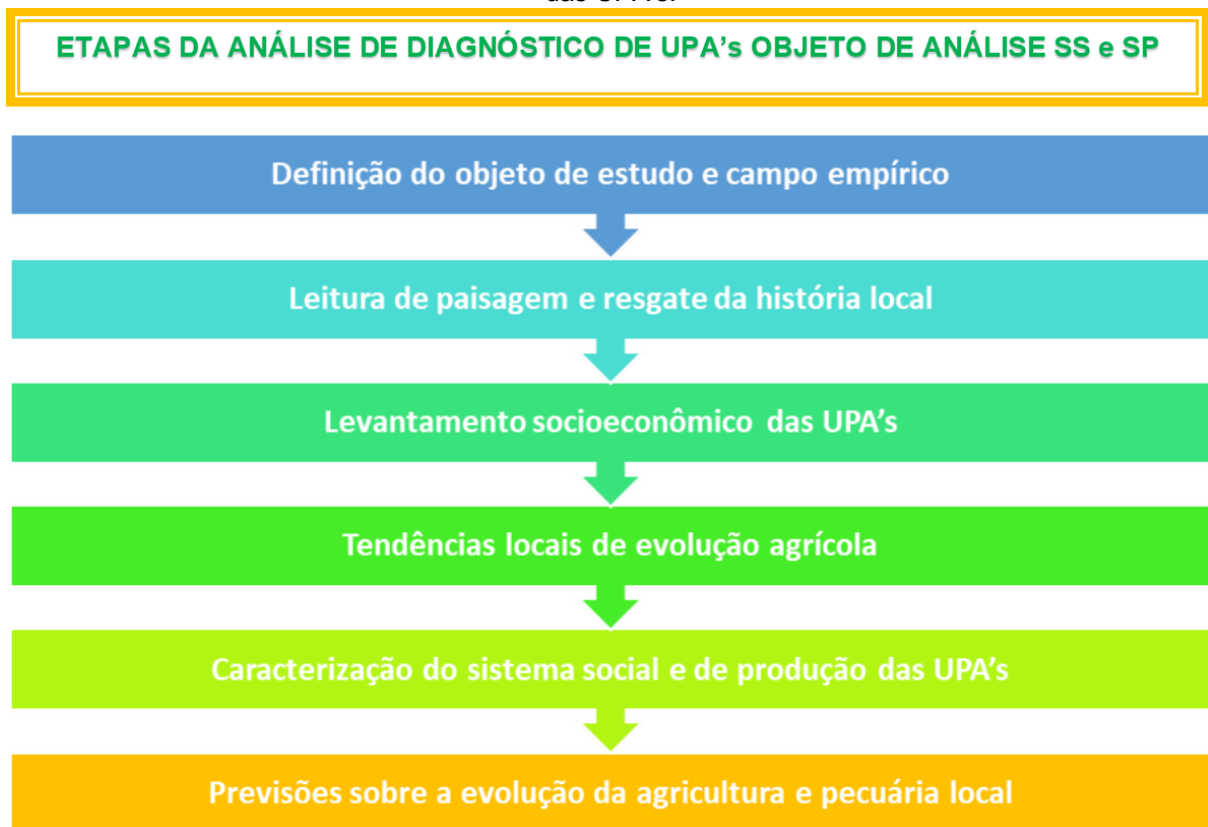 ETAPAS DA ANÁLISE DE DIAGNÓSTICO DE UPA's OBJETO DE ANÁLISE SS e SP
Definição do objeto de estudo e campo empírico
Leitura de paisagem e resgate da história local
Levantamento socioeconômico das UPA's
Tendências locais de evolução agrícola
Caracterização do sistema social e de produção das UPA's
Previsões sobre a evolução da agricultura e pecuária local